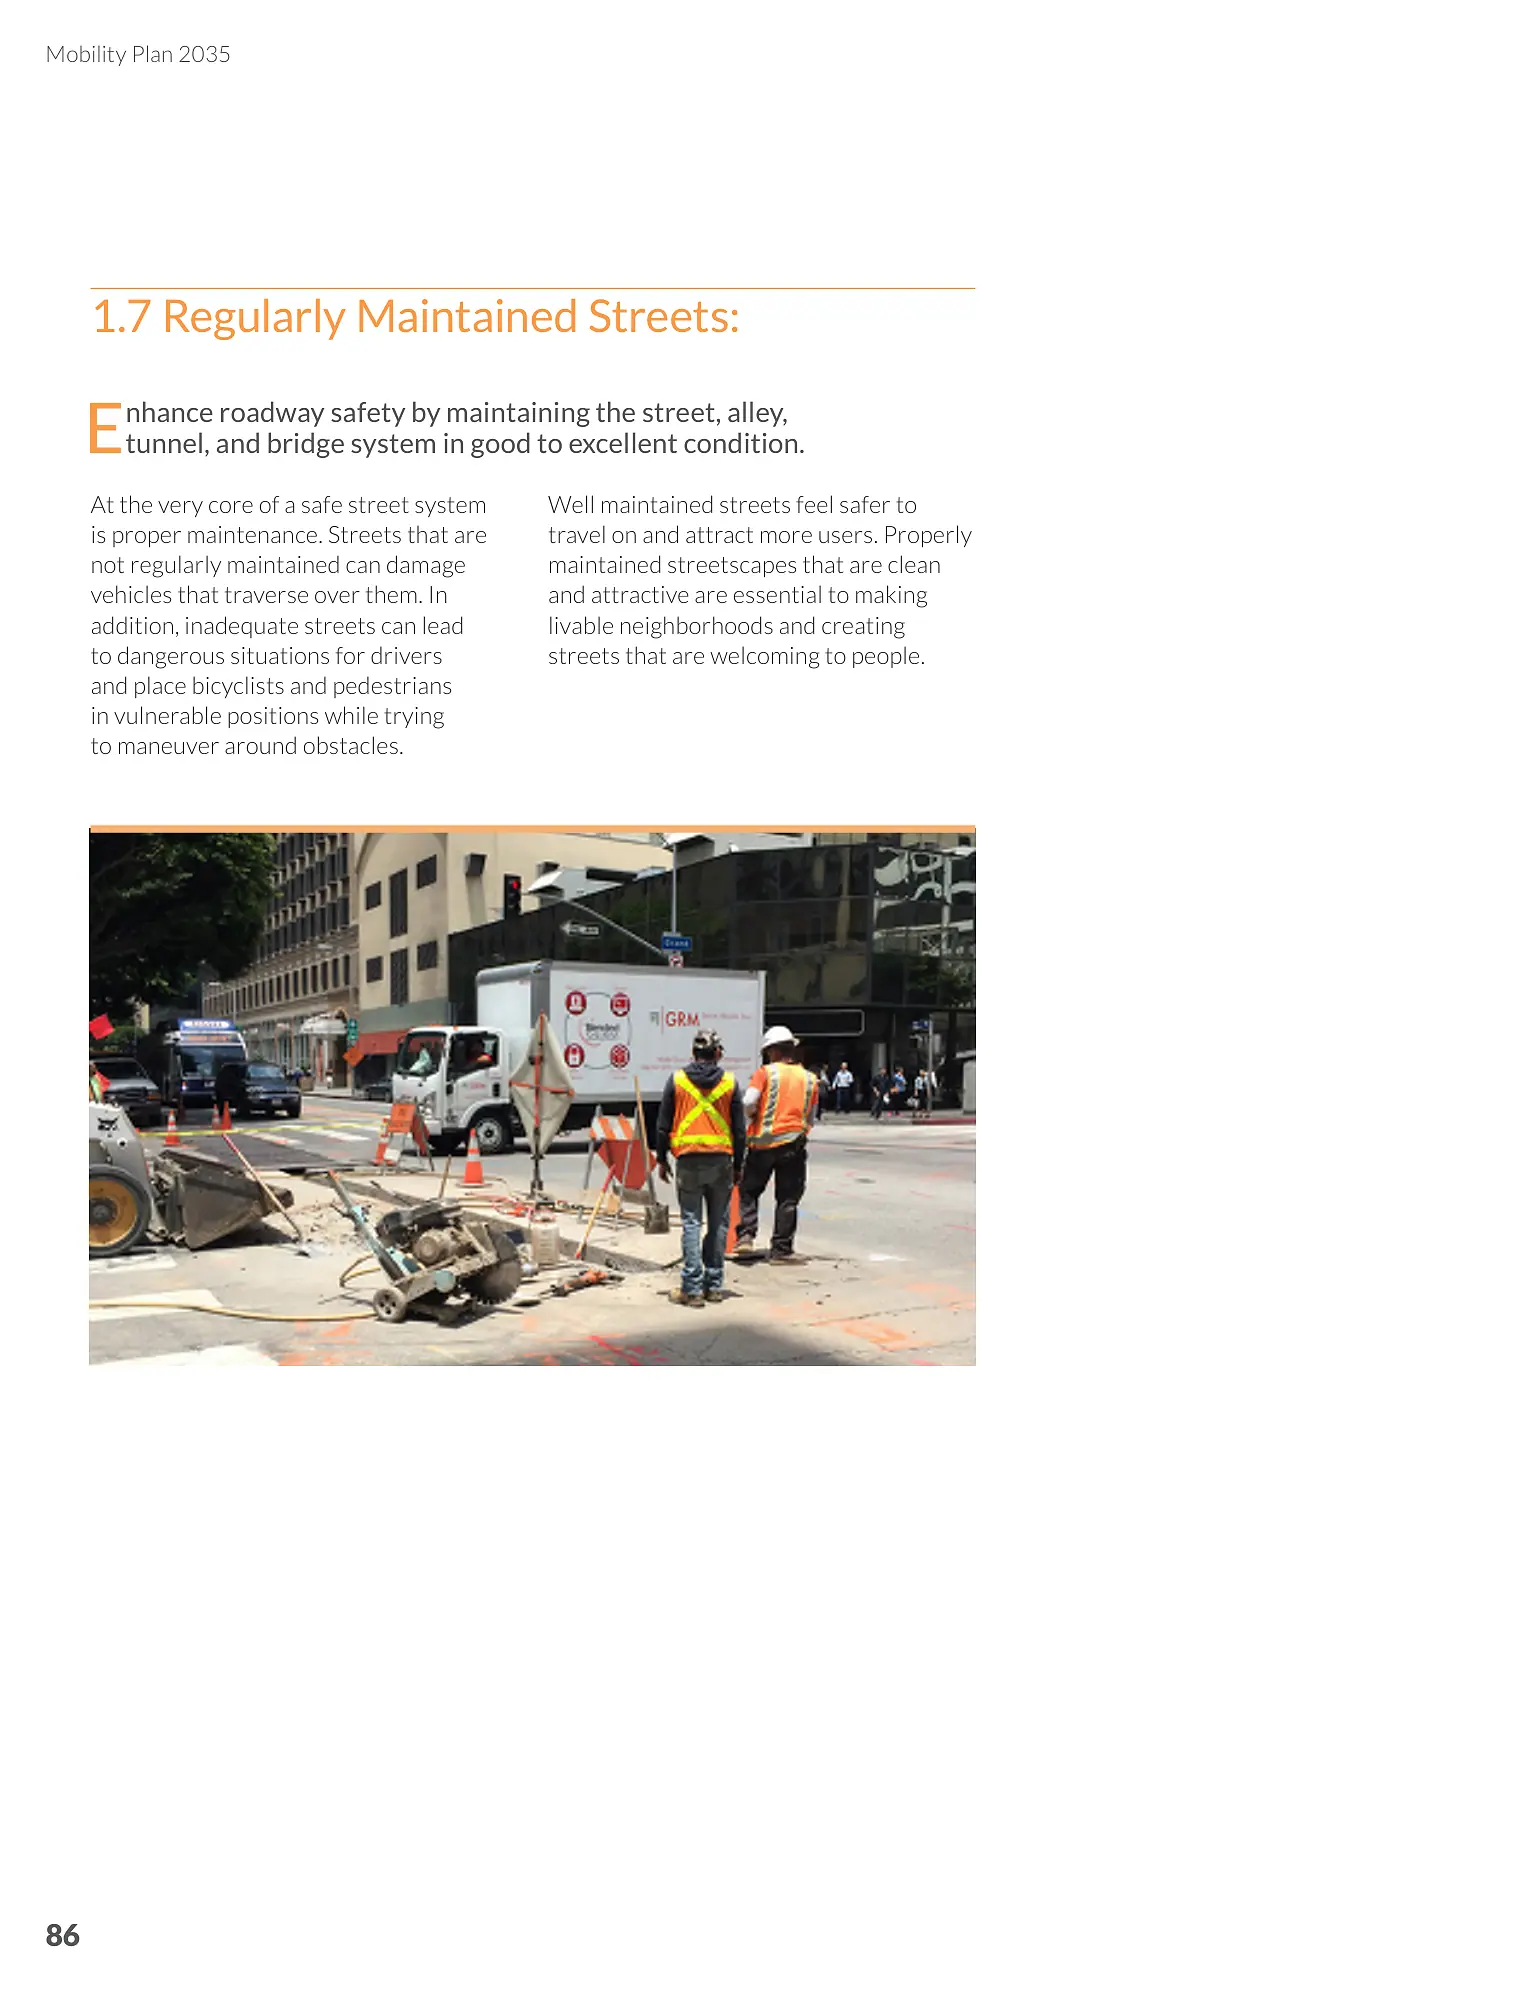 Mobility Plan 2035
1.7 Regularly Maintained Streets:
Enhance roadway safety by maintaining the street, alley,
tunnel, and bridge system in good to excellent condition.
At the very core of a safe street system
is proper maintenance. Streets that are
not regularly maintained can damage
vehicles that traverse over them. In
addition, inadequate streets can lead
to dangerous situations for drivers
and place bicyclists and pedestrians
in vulnerable positions while trying
to maneuver around obstacles.
Well maintained streets feel safer to
travel on and attract more users. Properly
maintained streetscapes that are clean
and attractive are essential to making
livable neighborhoods and creating
streets that are welcoming to people.
Grand
GRM
86